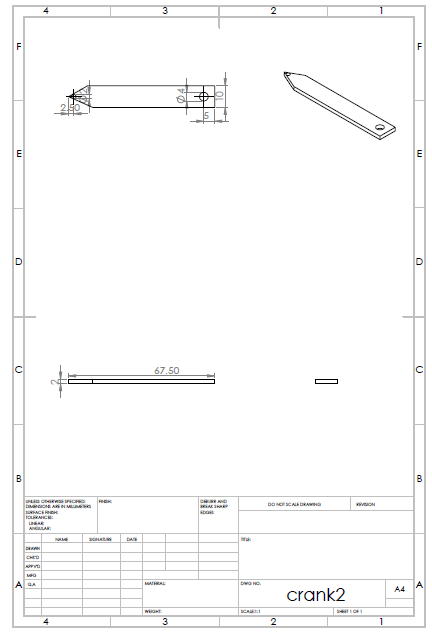 4 3 2 1
F F
Ø 4
10
2.50
5
E E
D D
C C
67.50
2
B B
UNLESS OTHERWISE SPECIFIED: FINISH: DEBURR AND DO NOT SCALE DRAWING REVISION
DIMENSIONS ARE IN MILLIMETERS BREAK SHARP
SURFACE FINISH: EDGES
TOLERANCES:
LINEAR:
ANGULAR:
NAME SIGNATURE DATE TITLE:
DRAWN
CHK'D
APPV'D
MFG
Q.A MATERIAL: DWG NO.
A crank2 A4 A
WEIGHT: SCALE:1:1 SHEET 1 OF 1
4 3 2 1